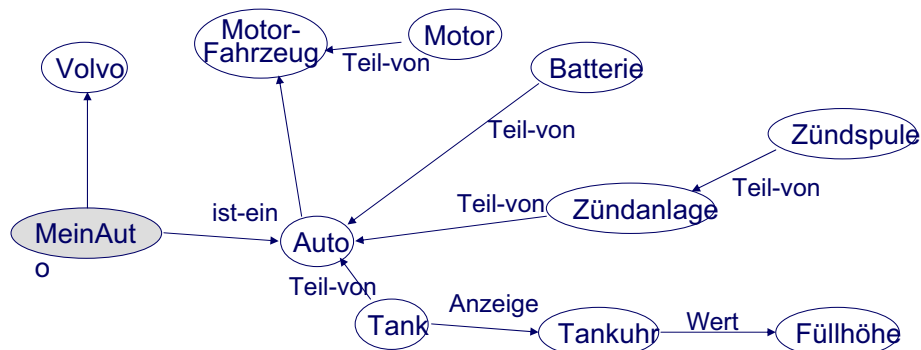 Motor-
Fahrzeug
Motor
Teil-von
Volvo
Batterie
Teil-von
Zündspule
Teil-von
ist-ein
Teil-von
Zündanlage
MeinAut
o
Auto
Teil-von
Anzeige
Tank
Tankuhr
Wert
Füllhöhe